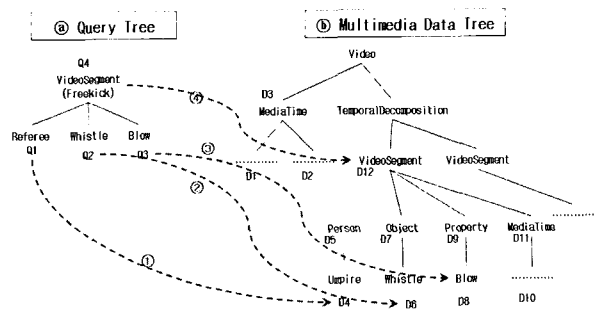 ⓐ Query Tree
ⓑ Multimedia Data Tree
Q4
VideoSegment
(Freekick)
Referee Whistle Blow
Q1 Q2 Q3
Video
D3
MediaTime TemporalDecomposition
D1 D2
VideoSegment VideoSegment
D12
Person Object Property MediaTime
D5 D7 D9 D11
Umpire Whistle Blow
D4 D6 D8 D10
①
②
③
④